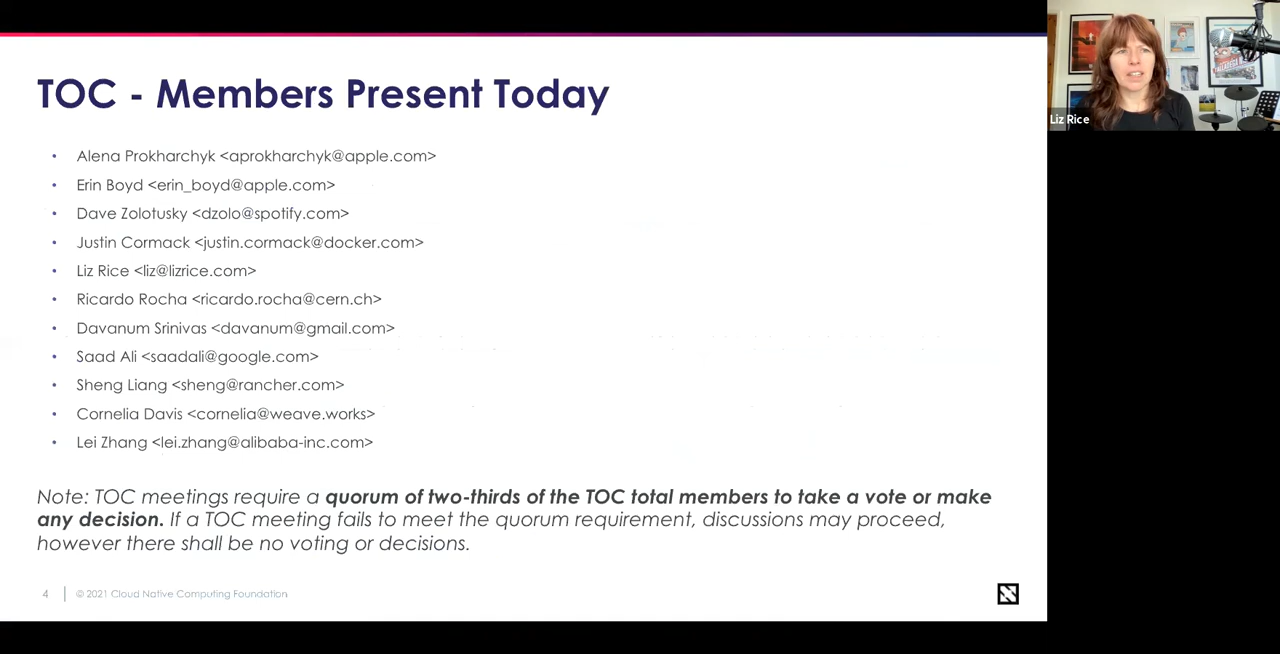 TOC - Members Present Today
• Alena Prokharchyk <aprokharchyk@apple.com>
• Erin Boyd <erin_boyd@apple.com>
• Dave Zolotusky <dzolo@spotify.com>
• Justin Cormack <justin.cormack@docker.com>
• Liz Rice <liz@lizrice.com>
• Ricardo Rocha <ricardo.rocha@cern.ch>
• Davanum Srinivas <davanum@gmail.com>
• Saad Ali <saadali@google.com>
• Sheng Liang <sheng@rancher.com>
• Cornelia Davis <cornelia@weave.works>
• Lei Zhang <lei.zhang@alibaba-inc.com>
Note: TOC meetings require a quorum of two-thirds of the TOC total members to take a vote or make
any decision. If a TOC meeting fails to meet the quorum requirement, discussions may proceed,
however there shall be no voting or decisions.
4 | © 2021 Cloud Native Computing Foundation
Liz Rice